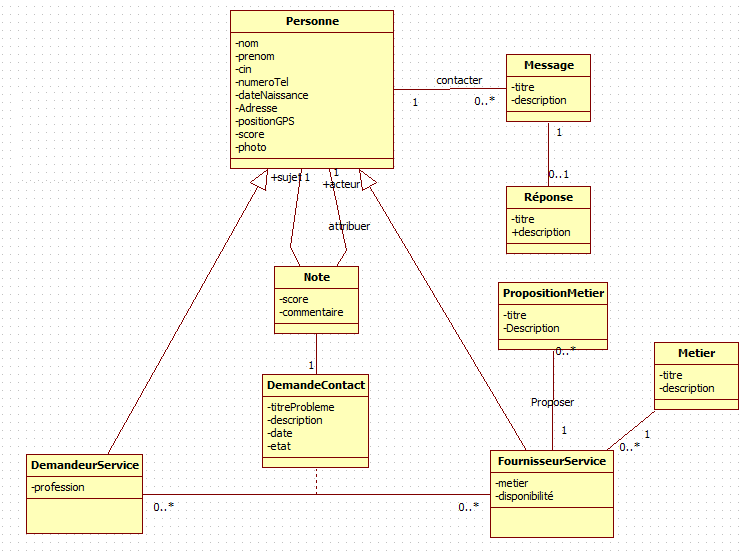 Personne
-nom
-prenom
-cin
-numeroTel
-dateNaissance
-Adresse
-positionGPS
-score
-photo
contacter
1
0..*
Message
-titre
-description
1
0..1
Réponse
-titre
+description
+sujet 1
1
+acteur
attribuer
Note
-score
-commentaire
1
DemandeContact
-titreProbleme
-description
-date
-etat
PropositionMetier
-titre
-Description
0..*
Proposer
1
Metier
-titre
-description
1
0..*
DemandeurService
-profession
0..*
0..*
FournisseurService
-metier
-disponibilité